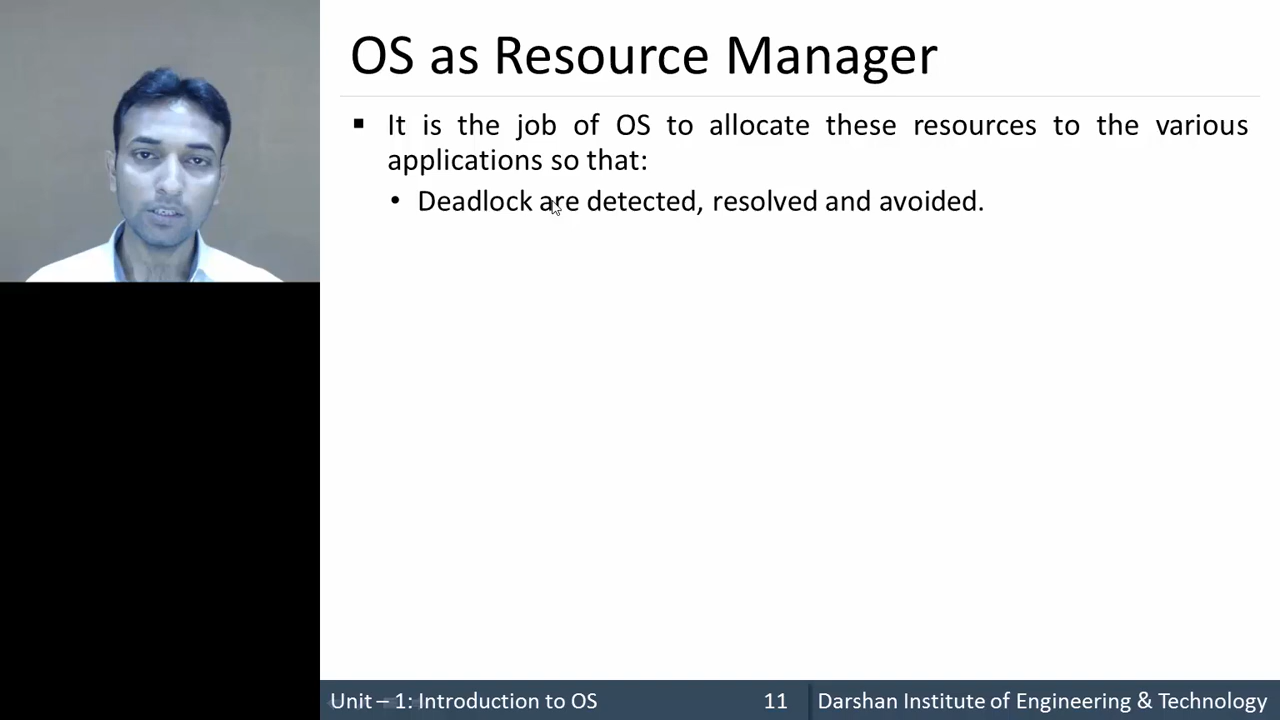 OS as Resource Manager
▪ It is the job of OS to allocate these resources to the various
applications so that:
• Deadlock are detected, resolved and avoided.
Unit – 1: Introduction to OS 11 Darshan Institute of Engineering & Technology